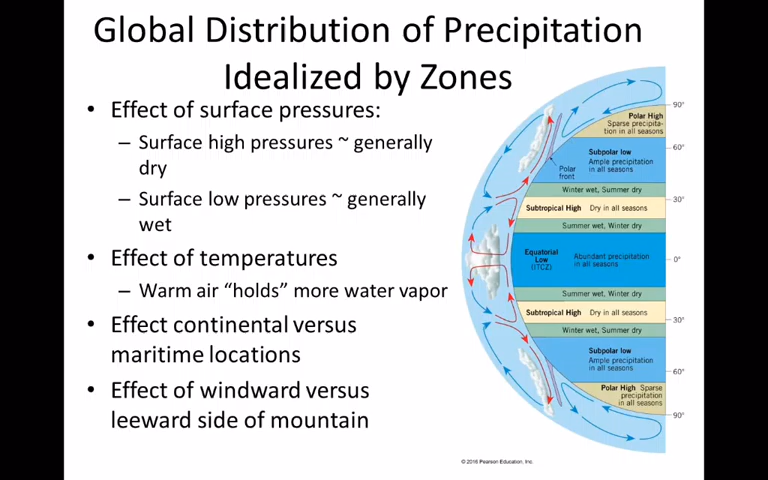 Global Distribution of Precipitation
Idealized by Zones
• Effect of surface pressures:
– Surface high pressures ~ generally
dry
– Surface low pressures ~ generally
wet
• Effect of temperatures
– Warm air “holds” more water vapor
• Effect continental versus
maritime locations
• Effect of windward versus
leeward side of mountain
90°
Polar High
Sparse precipita-
tion in all seasons
60°
Subpolar low
Ample precipitation
in all seasons
Polar
front
Winter wet, Summer dry
30°
Subtropical High Dry in all seasons
Summer wet, Winter dry
Equatorial
Low
(ITCZ)
Abundant precipitation
in all seasons
0°
Summer wet, Winter dry
Subtropical High Dry in all seasons
30°
Winter wet, Summer dry
Subpolar low
Ample precipitation
in all seasons
60°
Polar High Sparse
precipitation
in all seasons
90°
© 2016 Pearson Education, Inc.